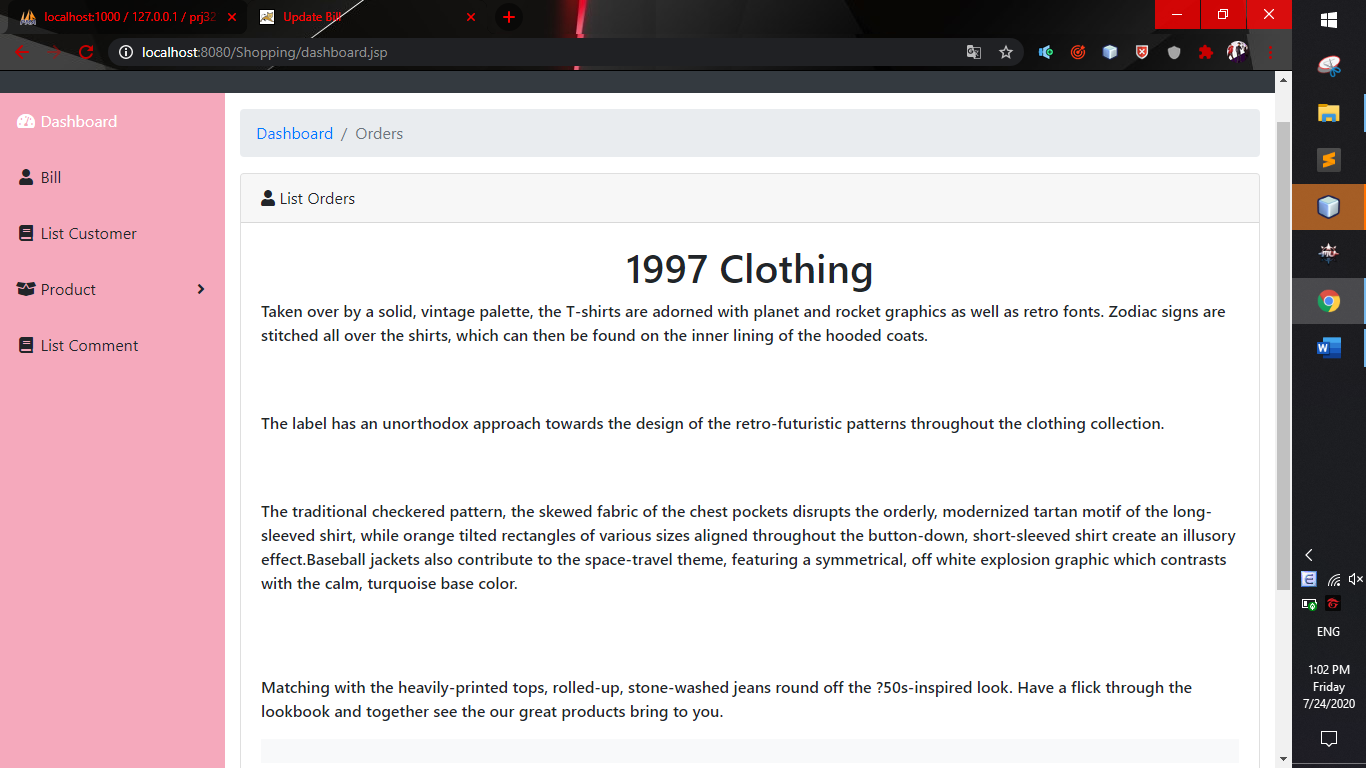 localhost:1000 / 127.0.0.1 / prj32
Update Bill
localhost:8080/Shopping/dashboard.jsp
Dashboard
Bill
List Customer
Product
List Comment
Dashboard / Orders
List Orders
1997 Clothing
Taken over by a solid, vintage palette, the T-shirts are adorned with planet and rocket graphics as well as retro fonts. Zodiac signs are
stitched all over the shirts, which can then be found on the inner lining of the hooded coats.
The label has an unorthodox approach towards the design of the retro-futuristic patterns throughout the clothing collection.
The traditional checkered pattern, the skewed fabric of the chest pockets disrupts the orderly, modernized tartan motif of the long-
sleeved shirt, while orange tilted rectangles of various sizes aligned throughout the button-down, short-sleeved shirt create an illusory
effect.Baseball jackets also contribute to the space-travel theme, featuring a symmetrical, off white explosion graphic which contrasts
with the calm, turquoise base color.
Matching with the heavily-printed tops, rolled-up, stone-washed jeans round off the ?50s-inspired look. Have a flick through the
lookbook and together see the our great products bring to you.
ENG
1:02 PM
Friday
7/24/2020